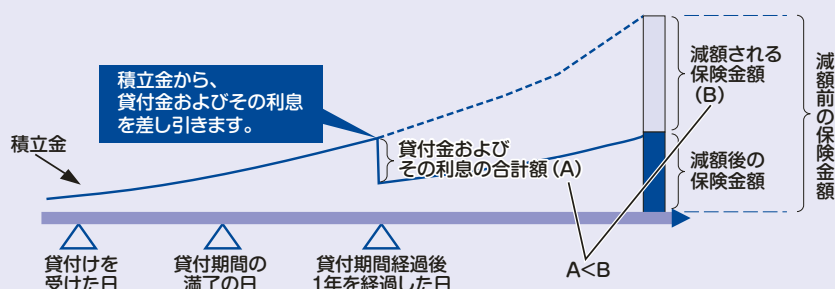 積立金から、
貸付金およびその利息
を差し引きます。
積立金
貸付金および
その利息の合計額（A）
減額される
保険金額
（B）
減額後の
保険金額
減額前の保険金額
A<B
貸付けを
受けた日
貸付期間の
満了の日
貸付期間経過後
1年を経過した日